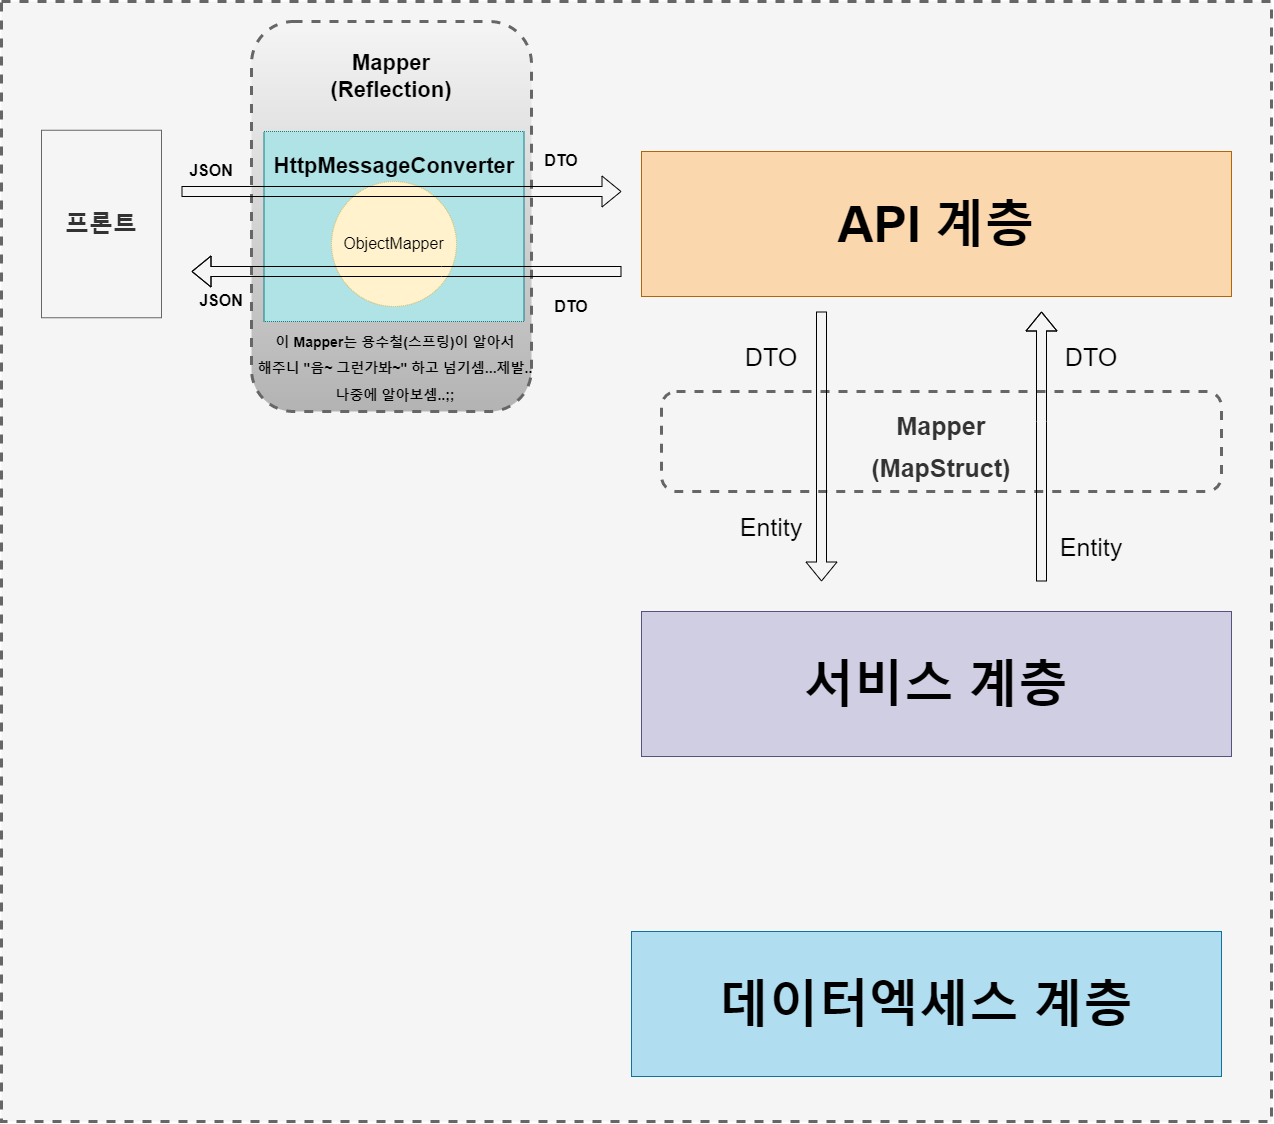 Mapper
(Reflection)
HttpMessageConverter
JSON
DTO
프론트
ObjectMapper
JSON
DTO
이 Mapper는 용수철(스프링)이 알아서
해주니 "음~ 그런가봐~" 하고 넘기셈...제발..
나중에 알아보셈..;;
API 계층
DTO
DTO
Mapper
(MapStruct)
Entity
Entity
서비스 계층
데이터엑세스 계층